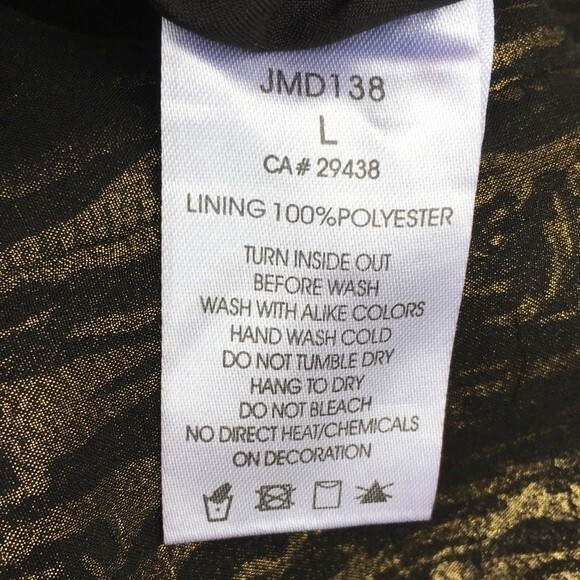 JMD138
L
CA# 29438
LINING 100%POLYESTER
TURN INSIDE OUT
BEFORE WASH
WASH WITH ALIKE COLORS
HAND WASH COLD
DO NOT TUMBLE DRY
HANG TO DRY
DO NOT BLEACH
NO DIRECT HEAT/CHEMICALS
ON DECORATION